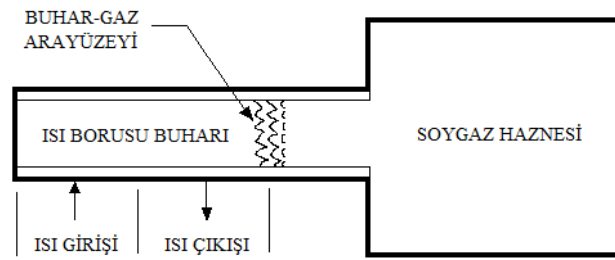 BUHAR-GAZ
ARAYÜZEYİ
ISI BORUSU BUHARI
SOYGAZ HAZNESİ
ISI GİRİŞİ
ISI ÇIKIŞI